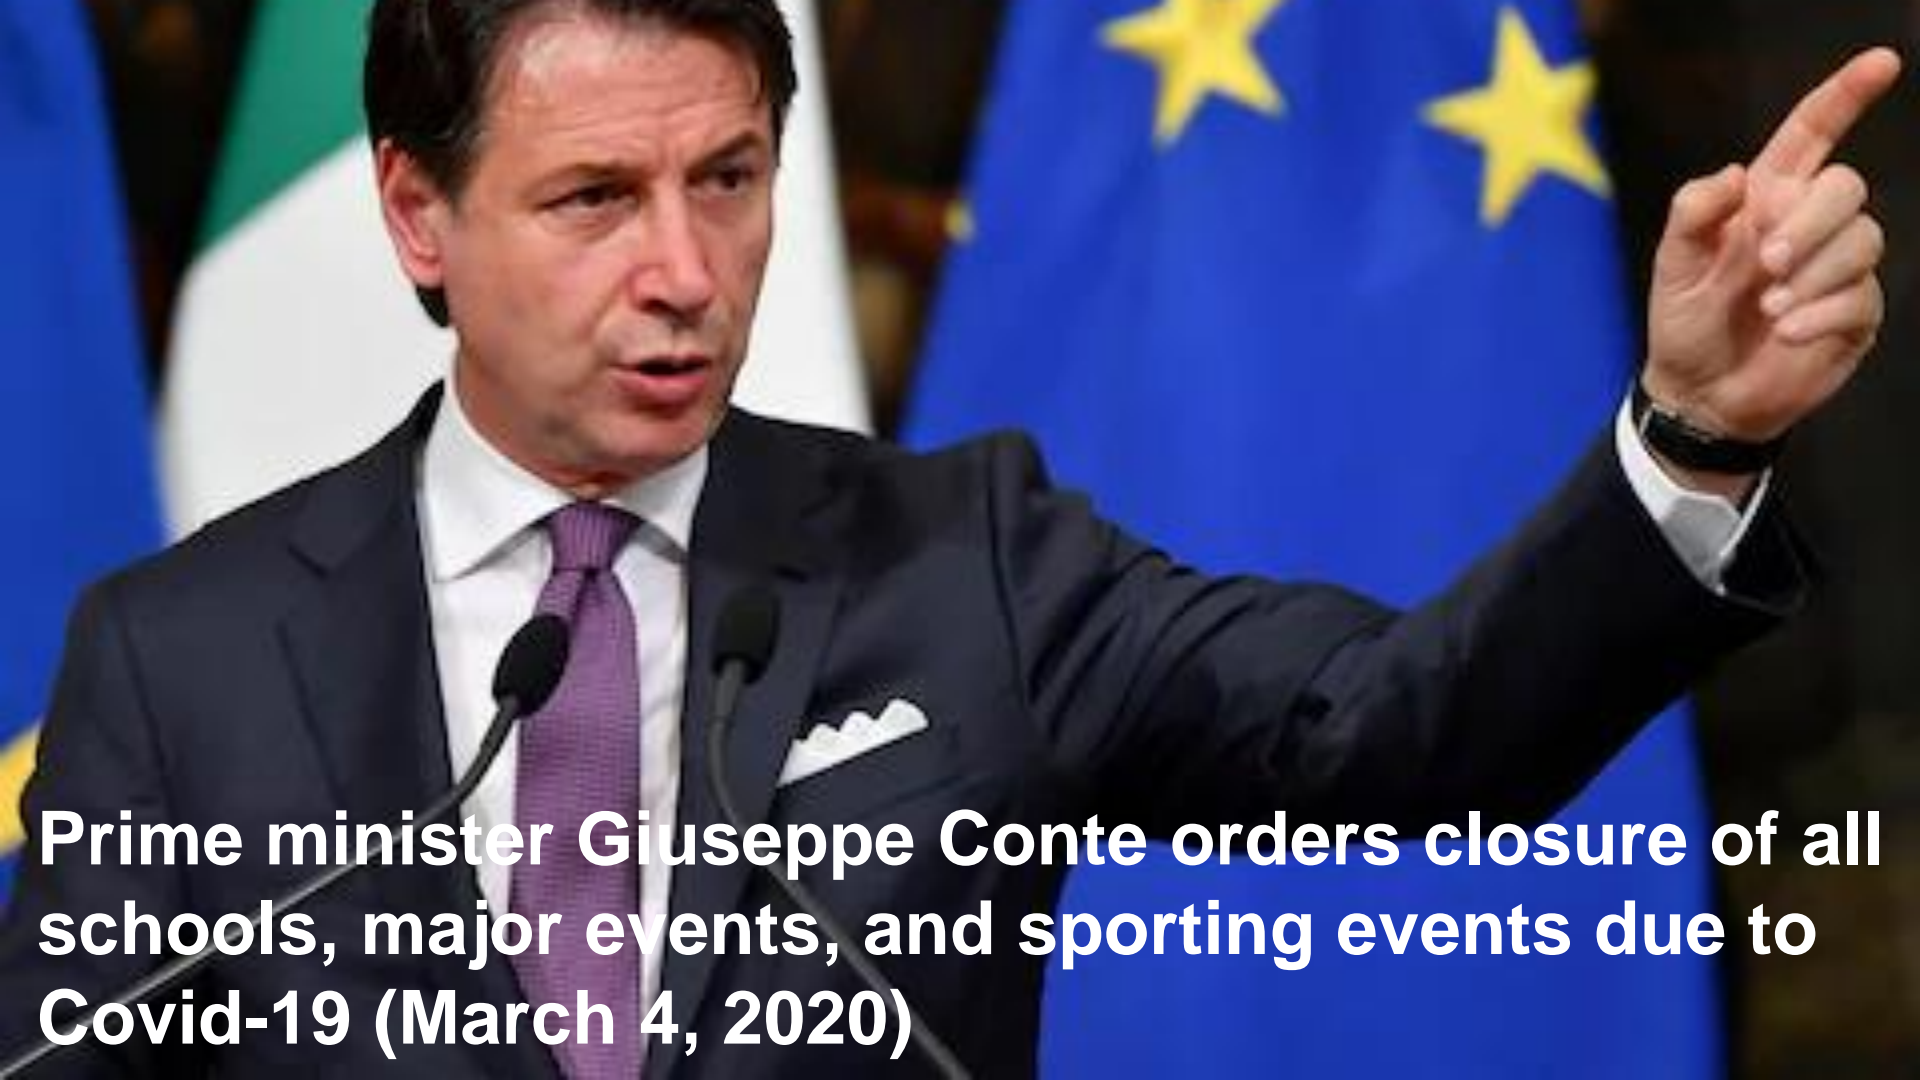 Prime minister Giuseppe Conte orders closure of all
schools, major events, and sporting events due to
Covid-19 (March 4, 2020)